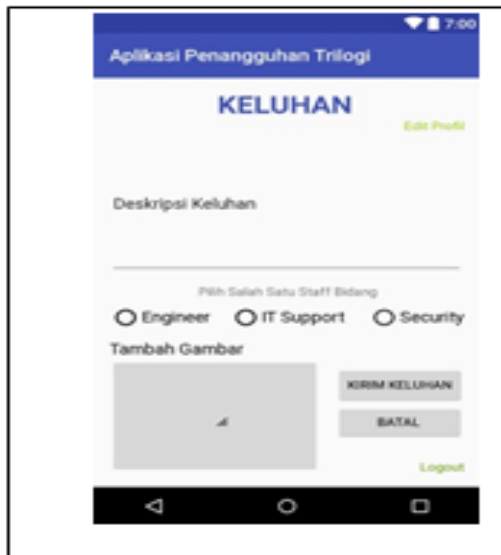 7:00
Aplikasi Penangguhan Trilogi
KELUHAN
Edit Profil
Deskripsi Keluhan
Pilih Salah Satu Staff Bidang
Engineer IT Support Security
Tambah Gambar
KIRIM KELUHAN
BATAL
Logout